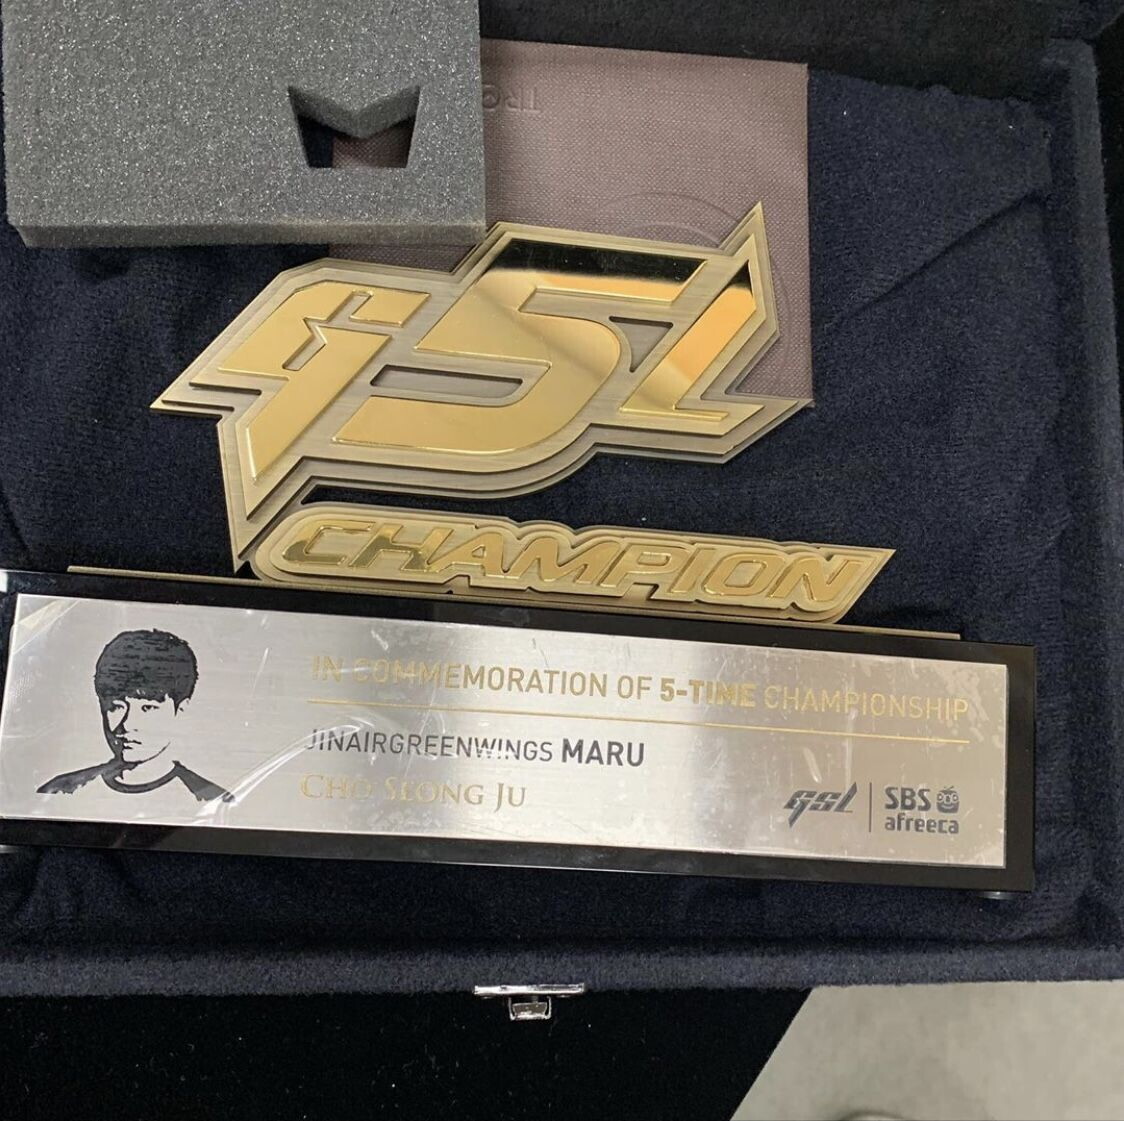 GSL
CHAMPION
IN COMMEMORATION OF 5-TIME CHAMPIONSHIP
JINAIRGREENWINGS MARU
CHO SEONG JU
GSL
SBS
afreeca